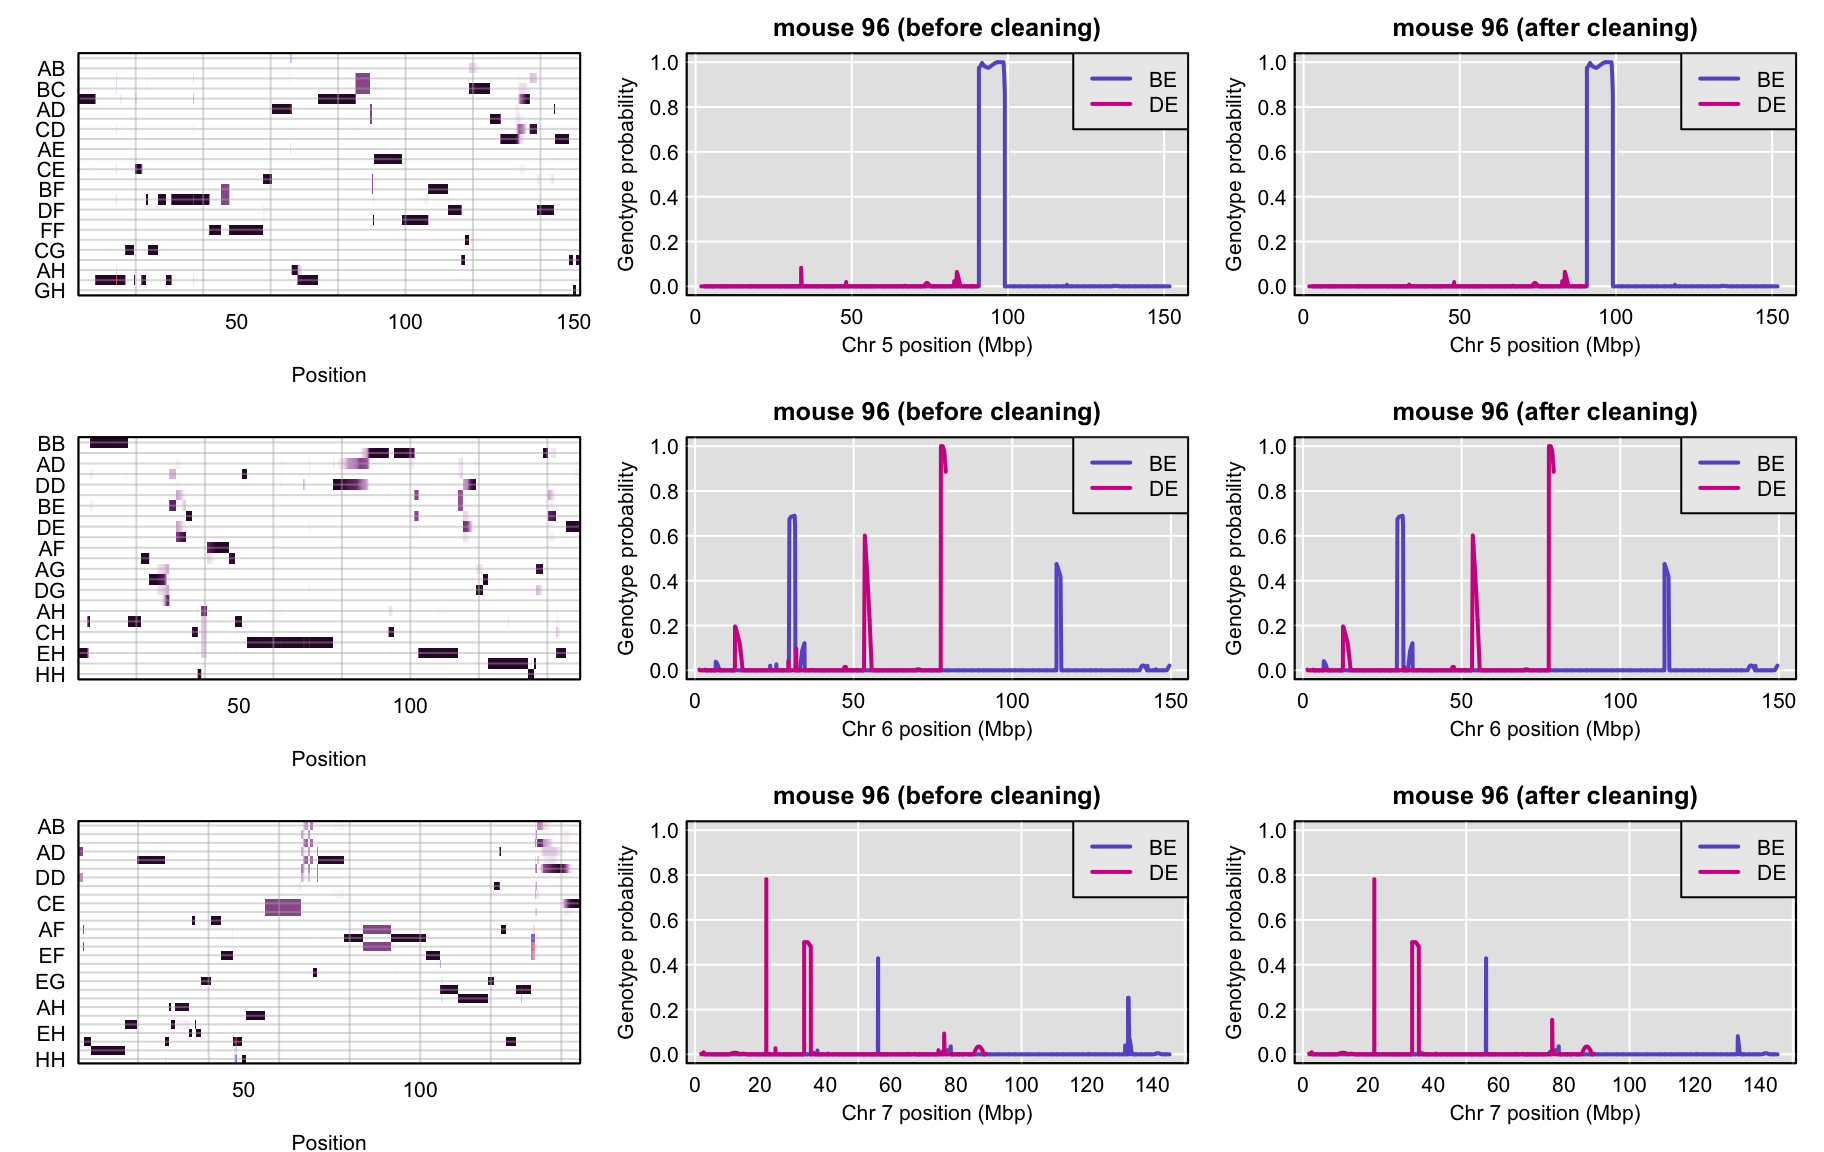 AB
BC
AD
CD
AE
CE
BF
DF
FF
CG
AH
GH
50 100 150
Position
mouse 96 (before cleaning)
Genotype probability
1.0
0.8
0.6
0.4
0.2
0.0
BE
DE
0 50 100 150
Chr 5 position (Mbp)
mouse 96 (after cleaning)
Genotype probability
1.0
0.8
0.6
0.4
0.2
0.0
BE
DE
0 50 100 150
Chr 5 position (Mbp)
BB
AD
DD
BE
DE
AF
AG
DG
AH
CH
EH
HH
50 100
Position
mouse 96 (before cleaning)
Genotype probability
1.0
0.8
0.6
0.4
0.2
0.0
BE
DE
0 50 100 150
Chr 6 position (Mbp)
mouse 96 (after cleaning)
Genotype probability
1.0
0.8
0.6
0.4
0.2
0.0
BE
DE
0 50 100 150
Chr 6 position (Mbp)
AB
AD
DD
CE
AF
EF
EG
AH
EH
HH
50 100
Position
mouse 96 (before cleaning)
Genotype probability
1.0
0.8
0.6
0.4
0.2
0.0
BE
DE
0 20 40 60 80 100 120 140
Chr 7 position (Mbp)
mouse 96 (after cleaning)
Genotype probability
1.0
0.8
0.6
0.4
0.2
0.0
BE
DE
0 20 40 60 80 100 120 140
Chr 7 position (Mbp)